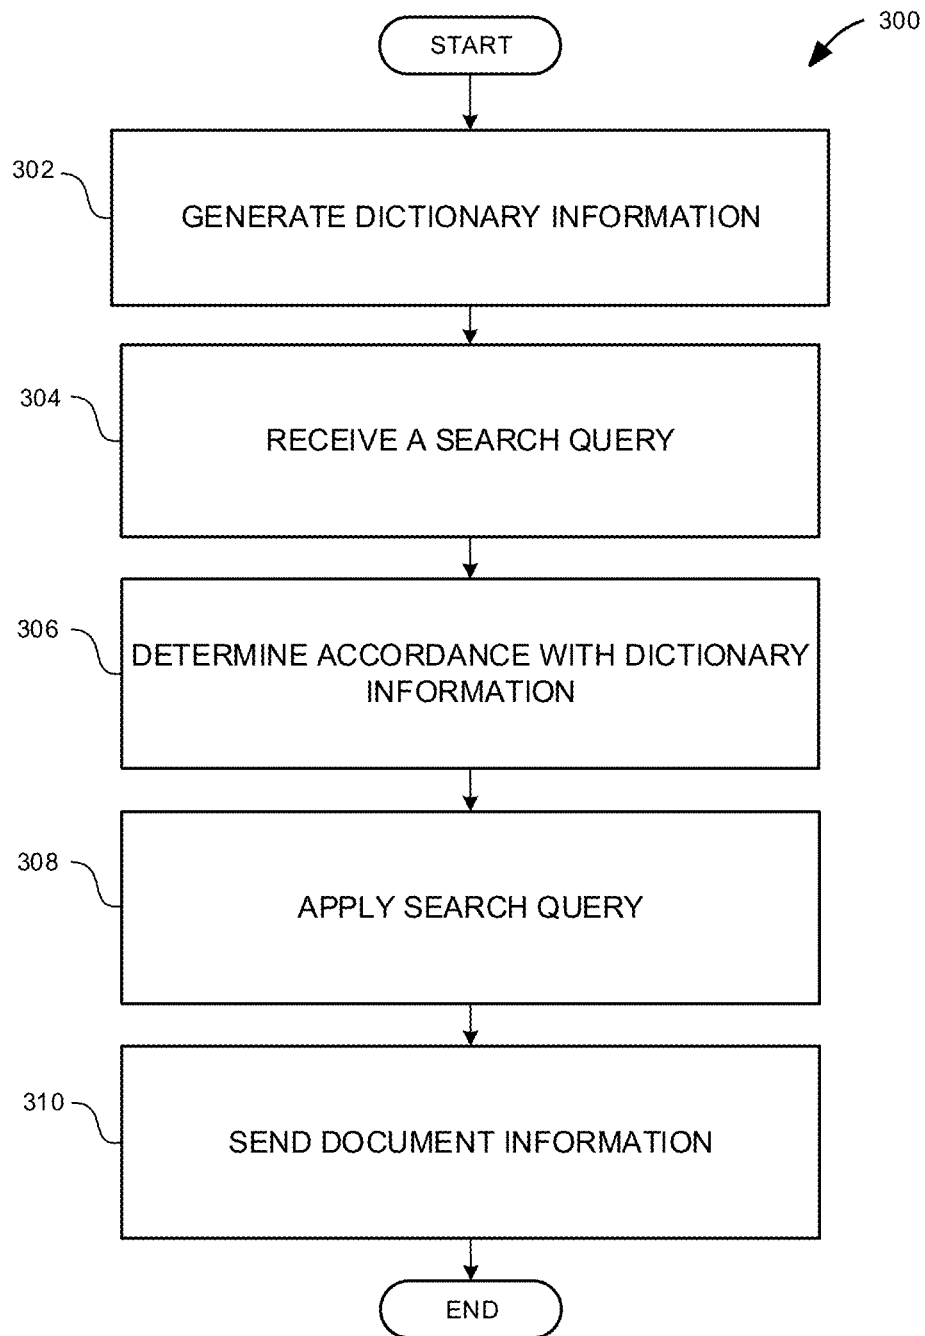 300
START
302
GENERATE DICTIONARY INFORMATION
304
RECEIVE A SEARCH QUERY
306
DETERMINE ACCORDANCE WITH DICTIONARY
INFORMATION
308
APPLY SEARCH QUERY
310
SEND DOCUMENT INFORMATION
END